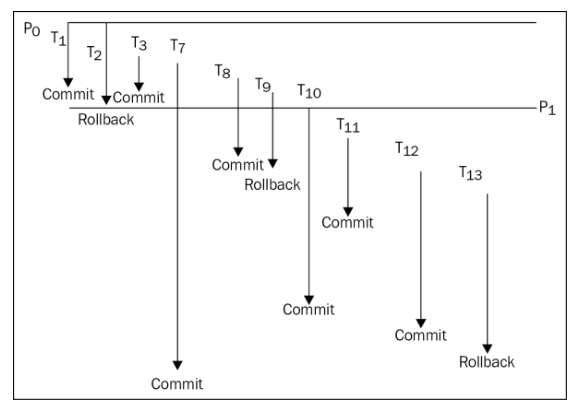 P0
T1
T2
T3
T7
T8
T9
T10
Commit
Commit
P1
Rollback
T11
T12
Commit
T13
Rollback
Commit
Commit
Commit
Rollback
Commit